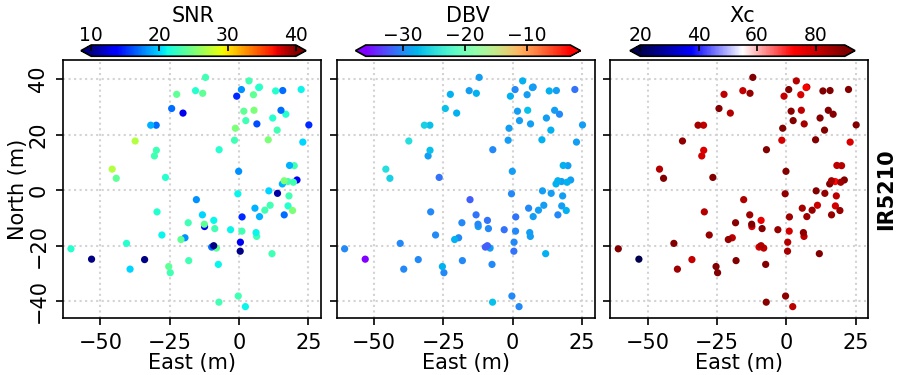 SNR DBV Xc
10 20 30 40 −30 −20 −10 20 40 60 80
North (m)
40
20
0
−20
−40
−50 −25 0 25 −50 −25 0 25 −50 −25 0 25
East (m) East (m) East (m)
IR5210